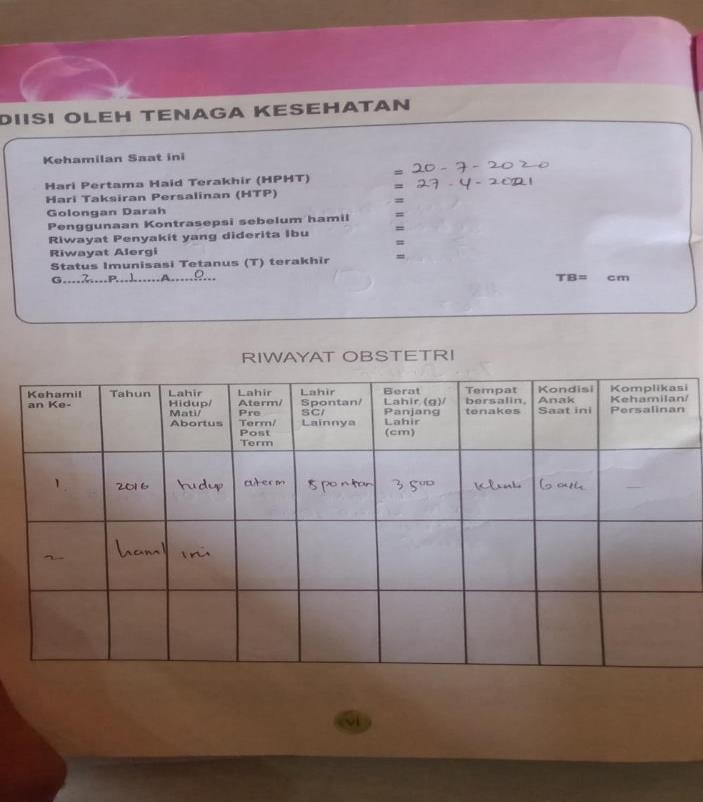 DIISI OLEH TENAGA KESEHATAN
Kehamilan Saat ini
Hari Pertama Haid Terakhir (HPHT) = 20-7-2020
Hari Taksiran Persalinan (HTP) = 27-4-2021
Golongan Darah =
Penggunaan Kontrasepsi sebelum hamil =
Riwayat Penyakit yang diderita Ibu =
Riwayat Alergi =
Status Imunisasi Tetanus (T) terakhir =
G....2....P....1......A......0.... TB= cm
RIWAYAT OBSTETRI
Kehamilan Ke- Tahun Lahir Hidup/Mati/Abortus Lahir Aterm/Pre Term/Post Term Lahir Spontan/SC/Lainnya Berat Lahir (g)/Panjang Lahir (cm) Tempat bersalin, tenakes Kondisi Anak Saat ini Komplikasi Kehamilan/Persalinan
1. 2016 hidup aterm spontan 3500 klinik baik —
2 hamil ini
vi